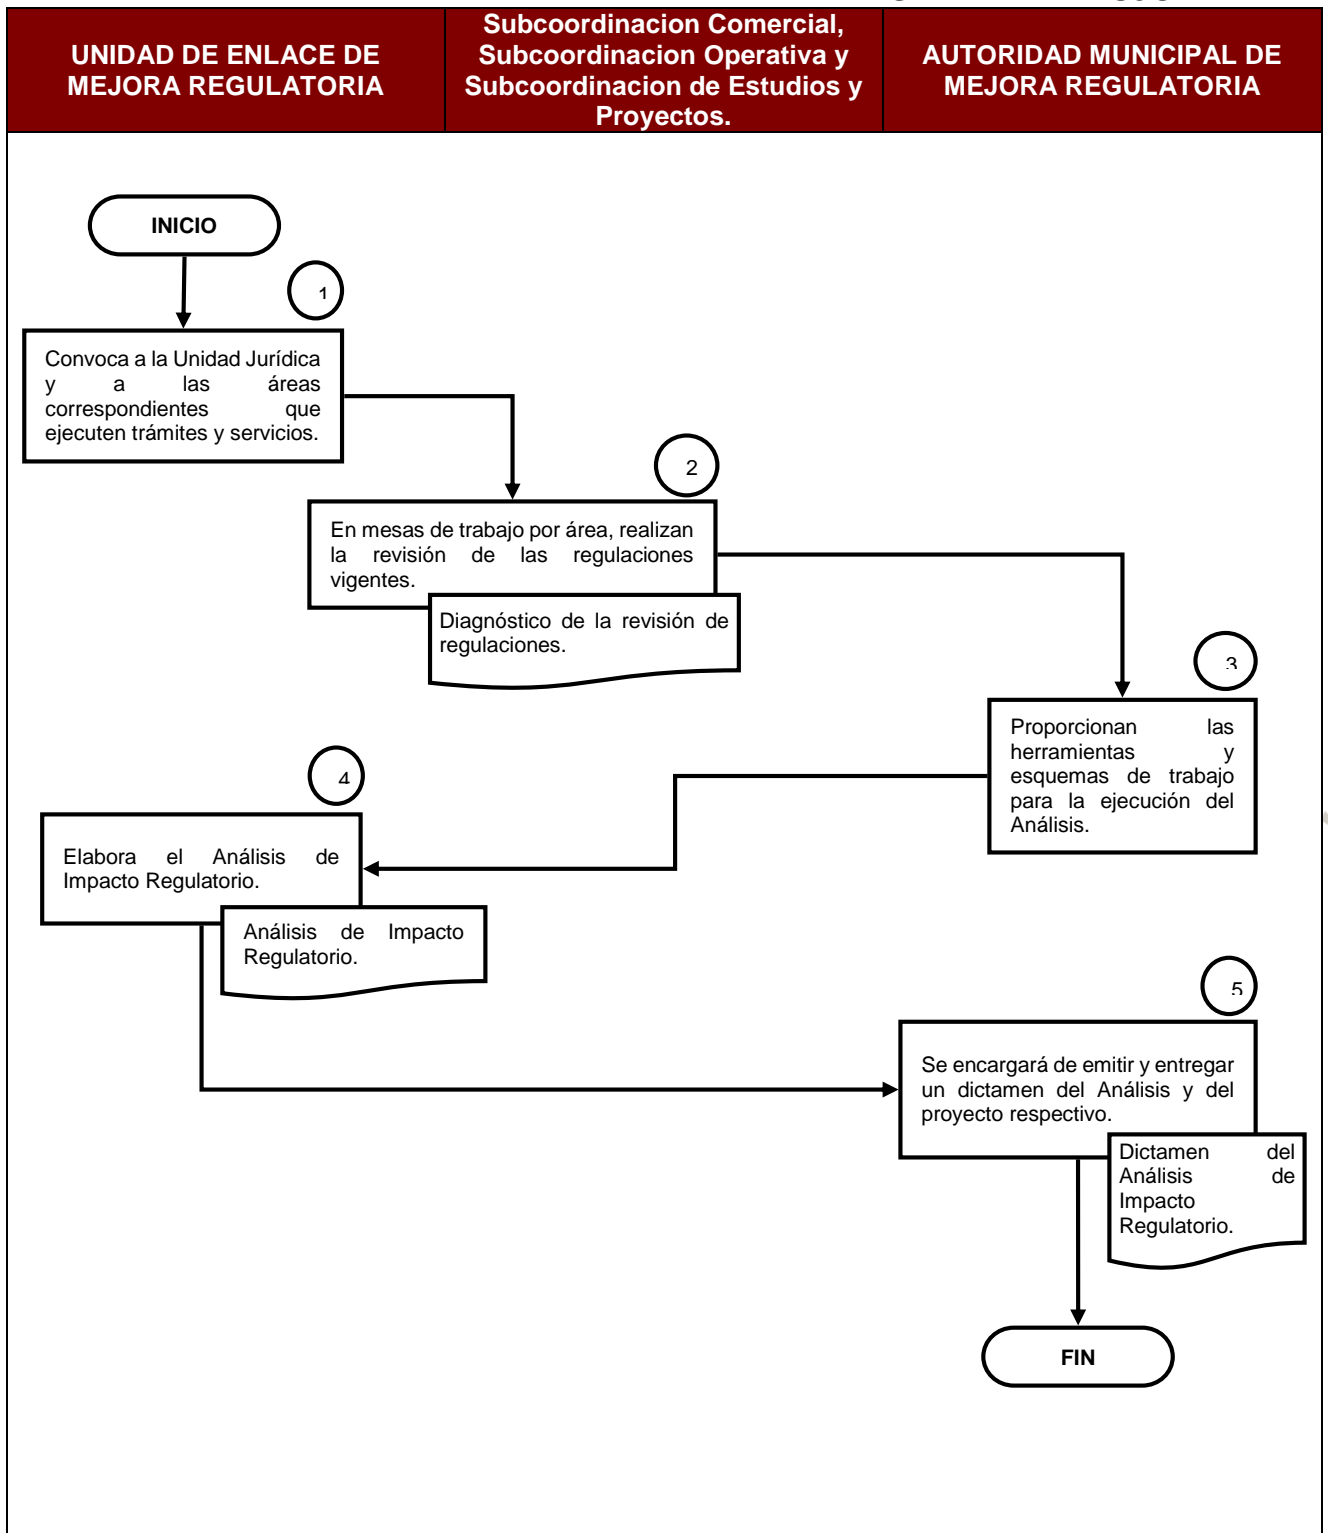 UNIDAD DE ENLACE DE
MEJORA REGULATORIA
Subcoordinacion Comercial,
Subcoordinacion Operativa y
Subcoordinacion de Estudios y
Proyectos.
AUTORIDAD MUNICIPAL DE
MEJORA REGULATORIA
INICIO
1
Convoca a la Unidad Jurídica
y a las áreas
correspondientes que
ejecuten trámites y servicios.
2
En mesas de trabajo por área, realizan
la revisión de las regulaciones
vigentes.
Diagnóstico de la revisión de
regulaciones.
3
Proporcionan las
herramientas y
esquemas de trabajo
para la ejecución del
Análisis.
4
Elabora el Análisis de
Impacto Regulatorio.
Análisis de Impacto
Regulatorio.
5
Se encargará de emitir y entregar
un dictamen del Análisis y del
proyecto respectivo.
Dictamen del
Análisis de
Impacto
Regulatorio.
FIN